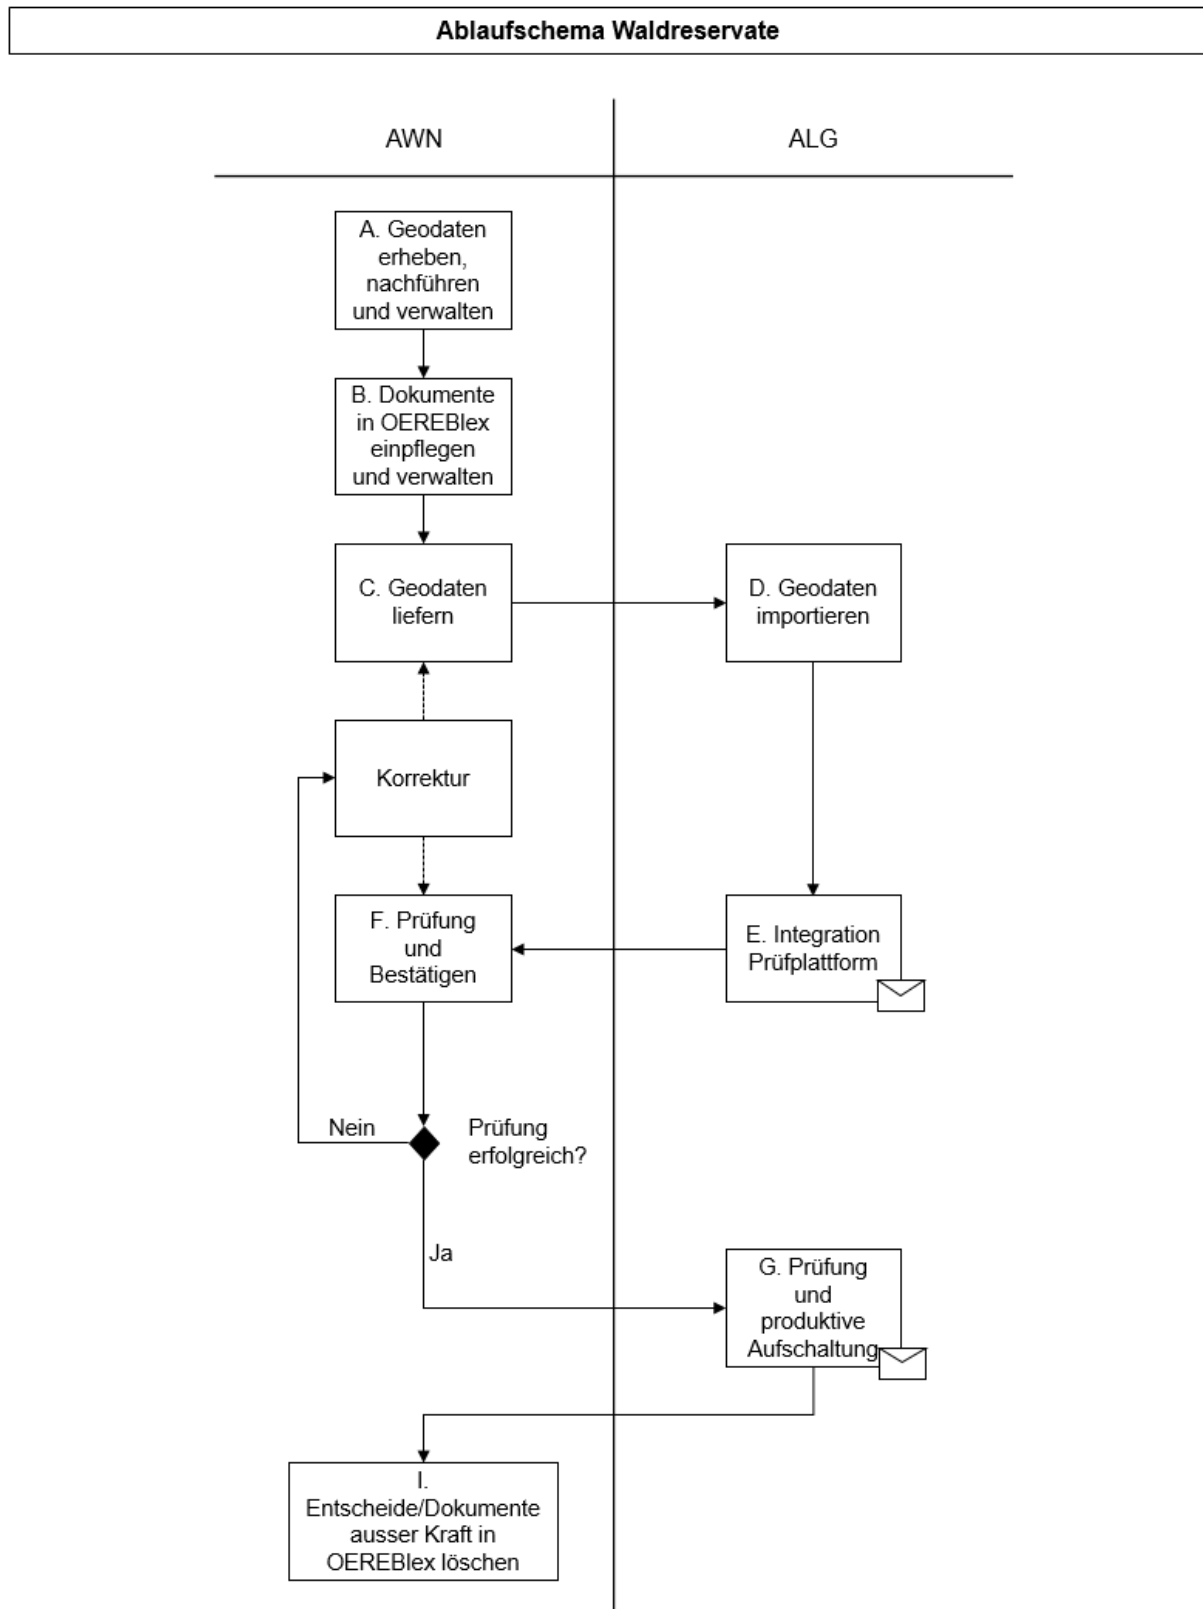 Ablaufschema Waldreservate
AWN
ALG
A. Geodaten
erheben,
nachführen
und verwalten
B. Dokumente
in OEREBlex
einpflegen
und verwalten
C. Geodaten
liefern
D. Geodaten
importieren
Korrektur
F. Prüfung
und
Bestätigen
E. Integration
Prüfplattform
Nein
Prüfung
erfolgreich?
Ja
G. Prüfung
und
produktive
Aufschaltung
I.
Entscheide/Dokumente
ausser Kraft in
OEREBlex löschen